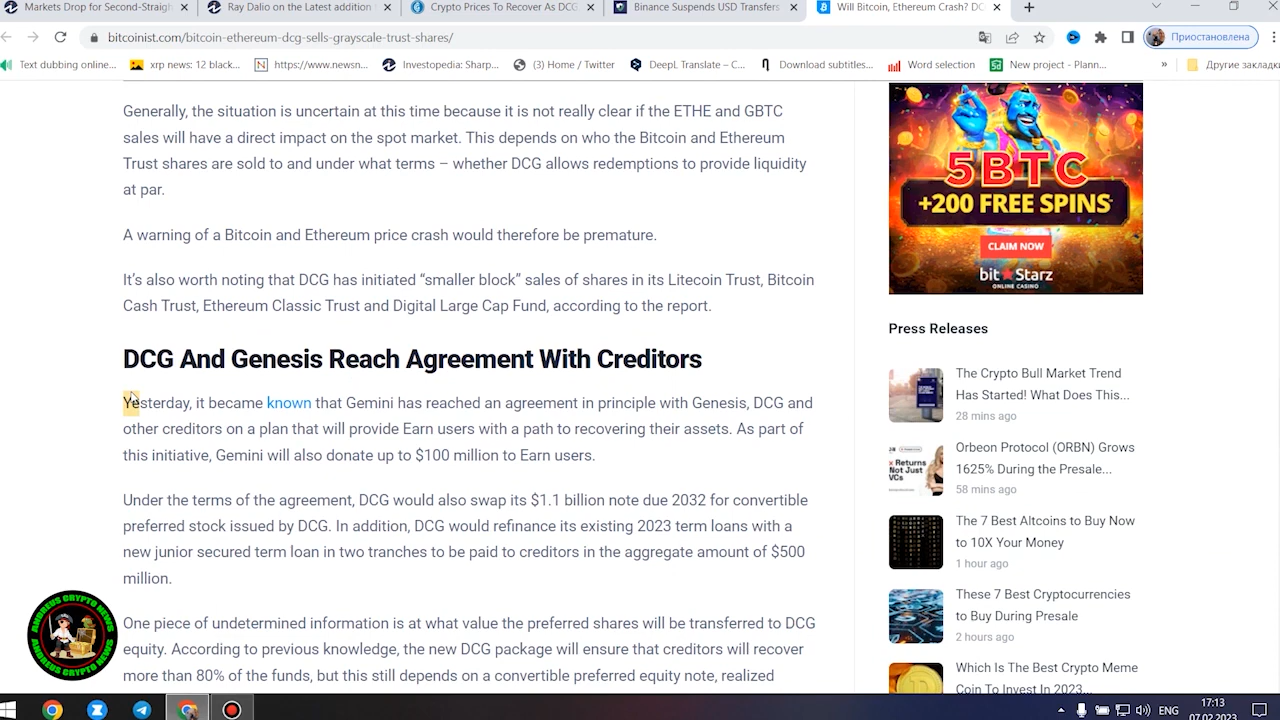 Markets Drop for Second-Straigh
Ray Dalio on the Latest addition
Crypto Prices To Recover As DCG
Binance Suspends USD Transfers
Will Bitcoin, Ethereum Crash? DC
bitcoinist.com/bitcoin-ethereum-dcg-sells-grayscale-trust-shares/
Приостановлена
Text dubbing online...
xrp news: 12 black...
https://www.newsn...
Investopedia: Sharp...
(3) Home / Twitter
DeepL Translate – C...
Download subtitles...
Word selection
New project - Plann...
»
Другие закладки
Generally, the situation is uncertain at this time because it is not really clear if the ETHE and GBTC
sales will have a direct impact on the spot market. This depends on who the Bitcoin and Ethereum
Trust shares are sold to and under what terms – whether DCG allows redemptions to provide liquidity
at par.
A warning of a Bitcoin and Ethereum price crash would therefore be premature.
It's also worth noting that DCG has initiated “smaller block” sales of shares in its Litecoin Trust, Bitcoin
Cash Trust, Ethereum Classic Trust and Digital Large Cap Fund, according to the report.
DCG And Genesis Reach Agreement With Creditors
Yesterday, it became known that Gemini has reached an agreement in principle with Genesis, DCG and
other creditors on a plan that will provide Earn users with a path to recovering their assets. As part of
this initiative, Gemini will also donate up to $100 million to Earn users.
Under the terms of the agreement, DCG would also swap its $1.1 billion note due 2032 for convertible
preferred stock issued by DCG. In addition, DCG would refinance its existing 2023 term loans with a
new junior secured term loan in two tranches to be paid to creditors in the aggregate amount of $500
million.
One piece of undetermined information is at what value the preferred shares will be transferred to DCG
equity. According to previous knowledge, the new DCG package will ensure that creditors will recover
more than 80% of the funds, but this still depends on a convertible preferred equity note, realized
5BTC
+200 FREE SPINS
CLAIM NOW
bitStarz
ONLINE CASINO
Press Releases
The Crypto Bull Market Trend
Has Started! What Does This...
28 mins ago
Returns
Not Just
VCs
Orbeon Protocol (ORBN) Grows
1625% During the Presale...
58 mins ago
The 7 Best Altcoins to Buy Now
to 10X Your Money
1 hour ago
These 7 Best Cryptocurrencies
to Buy During Presale
2 hours ago
Which Is The Best Crypto Meme
Coin To Invest In 2023...
ANDREUS CRYPTO NEWS
ANDREUS CRYPTO NEWS
ENG
17:13
07.02.2023